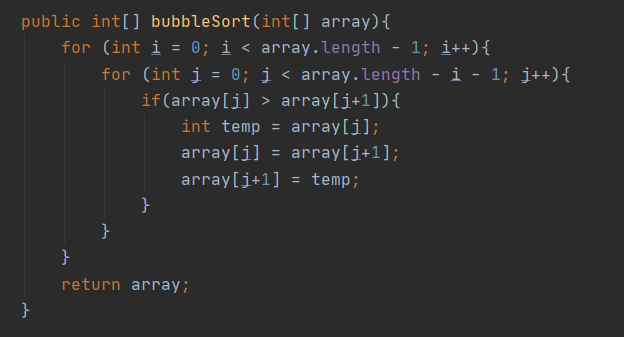 public int[] bubbleSort(int[] array){
    for (int i = 0; i < array.length - 1; i++){
        for (int j = 0; j < array.length - i - 1; j++){
            if(array[j] > array[j+1]){
                int temp = array[j];
                array[j] = array[j+1];
                array[j+1] = temp;
            }
        }
    }
    return array;
}